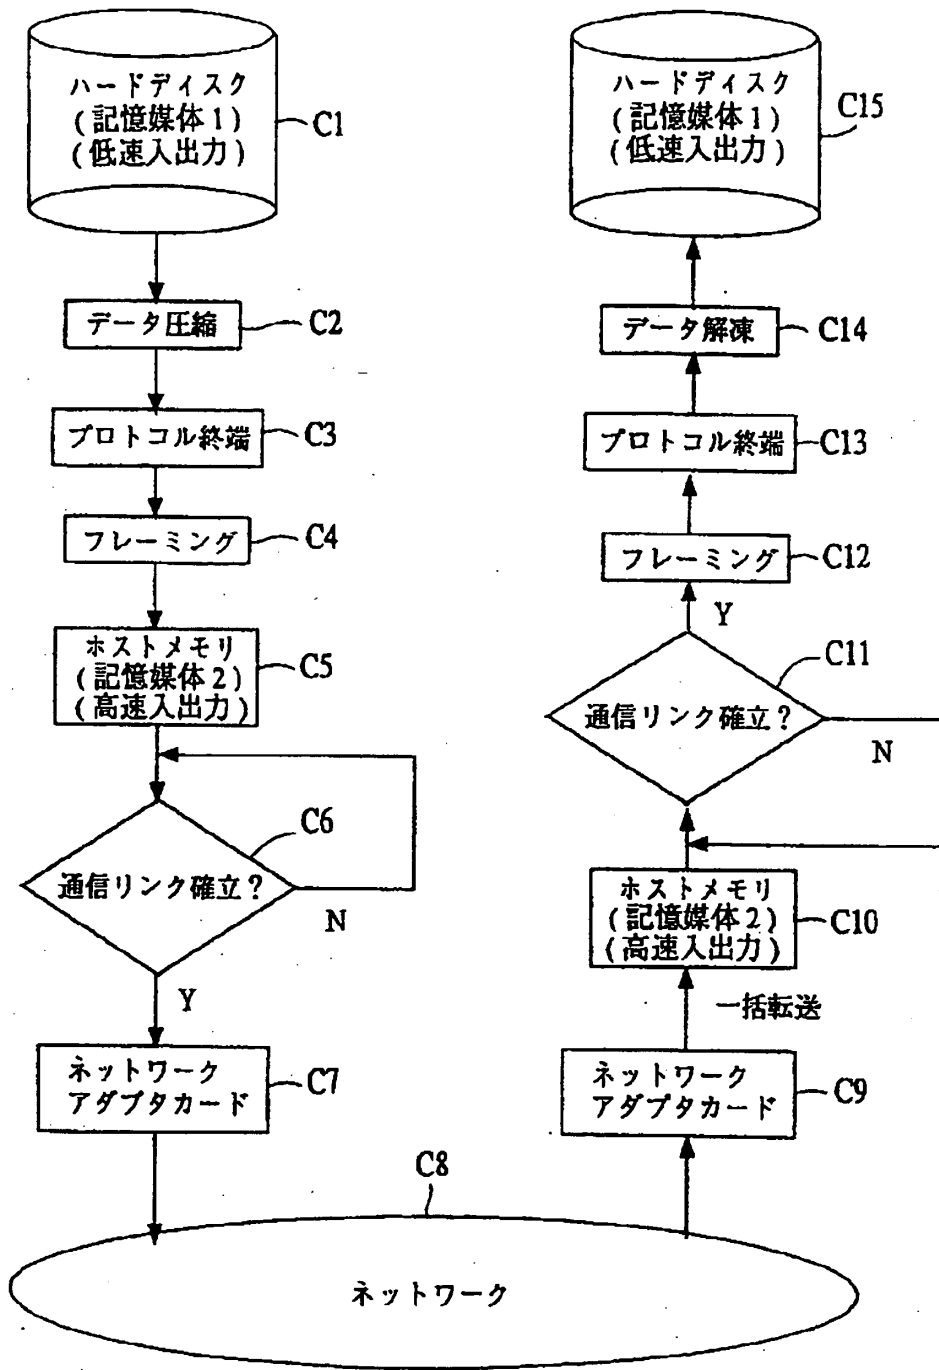 ハードディスク
(記憶媒体1)
(低速入出力)
C1
データ圧縮
C2
プロトコル終端
C3
フレーミング
C4
ホストメモリ
(記憶媒体2)
(高速入出力)
C5
C6
通信リンク確立?
N
Y
ネットワーク
アダプタカード
C7
C8
ネットワーク
ハードディスク
(記憶媒体1)
(低速入出力)
C15
データ解凍
C14
プロトコル終端
C13
フレーミング
C12
Y
C11
通信リンク確立?
N
ホストメモリ
(記憶媒体2)
(高速入出力)
C10
一括転送
ネットワーク
アダプタカード
C9